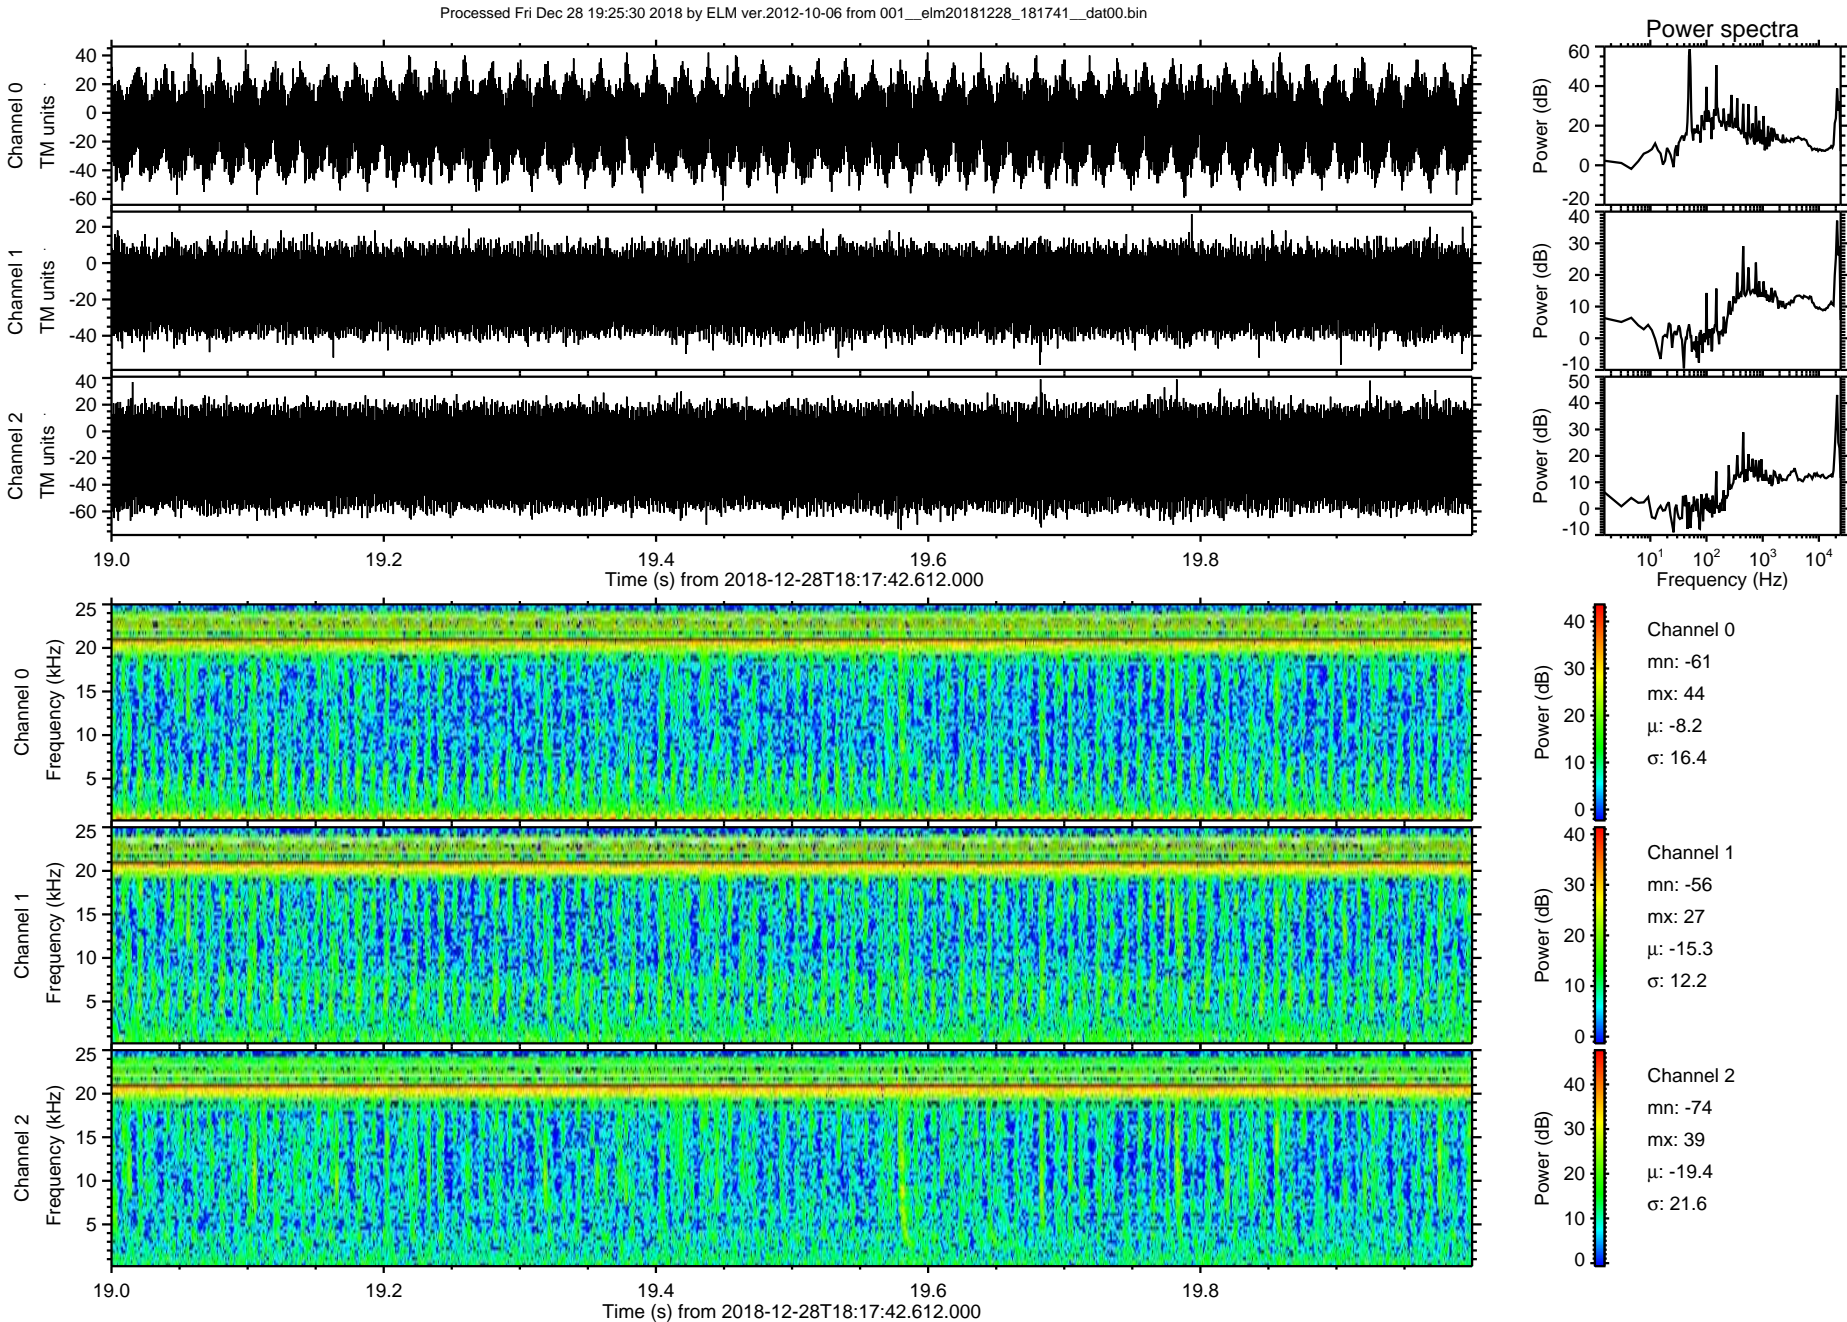 Processed Fri Dec 28 19:25:30 2018 by ELM ver.2012-10-06 from 001__elm20181228_181741__dat00.bin
Power spectra
Channel 0
TM units
40
20
0
-20
-40
-60
Power (dB)
60
40
20
0
-20
Channel 1
TM units
20
0
-20
-40
Power (dB)
40
30
20
10
0
-10
Channel 2
TM units
40
20
0
-20
-40
-60
Power (dB)
50
40
30
20
10
0
-10
19.0 19.2 19.4 19.6 19.8
Time (s) from 2018-12-28T18:17:42.612.000
10^1 10^2 10^3 10^4
Frequency (Hz)
Channel 0
Frequency (kHz)
25
20
15
10
5
Power (dB)
40
30
20
10
0
Channel 0
mn: -61
mx: 44
μ: -8.2
σ: 16.4
Channel 1
Frequency (kHz)
25
20
15
10
5
Power (dB)
40
30
20
10
0
Channel 1
mn: -56
mx: 27
μ: -15.3
σ: 12.2
Channel 2
Frequency (kHz)
25
20
15
10
5
Power (dB)
40
30
20
10
0
Channel 2
mn: -74
mx: 39
μ: -19.4
σ: 21.6
19.0 19.2 19.4 19.6 19.8
Time (s) from 2018-12-28T18:17:42.612.000